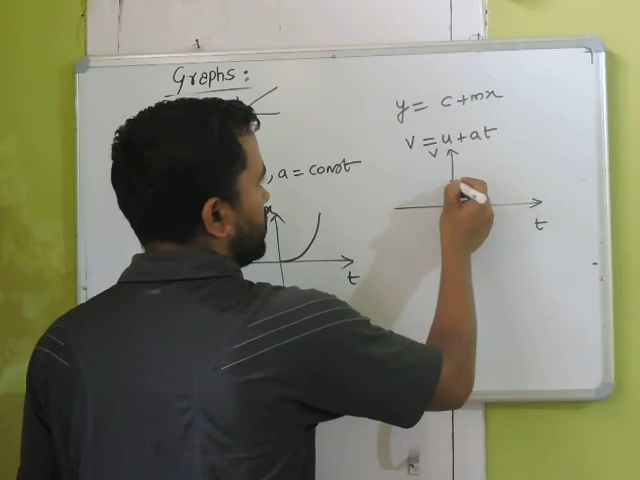 Graphs:
y = c + mx
v = u + at
, a = const
v
x
t
t